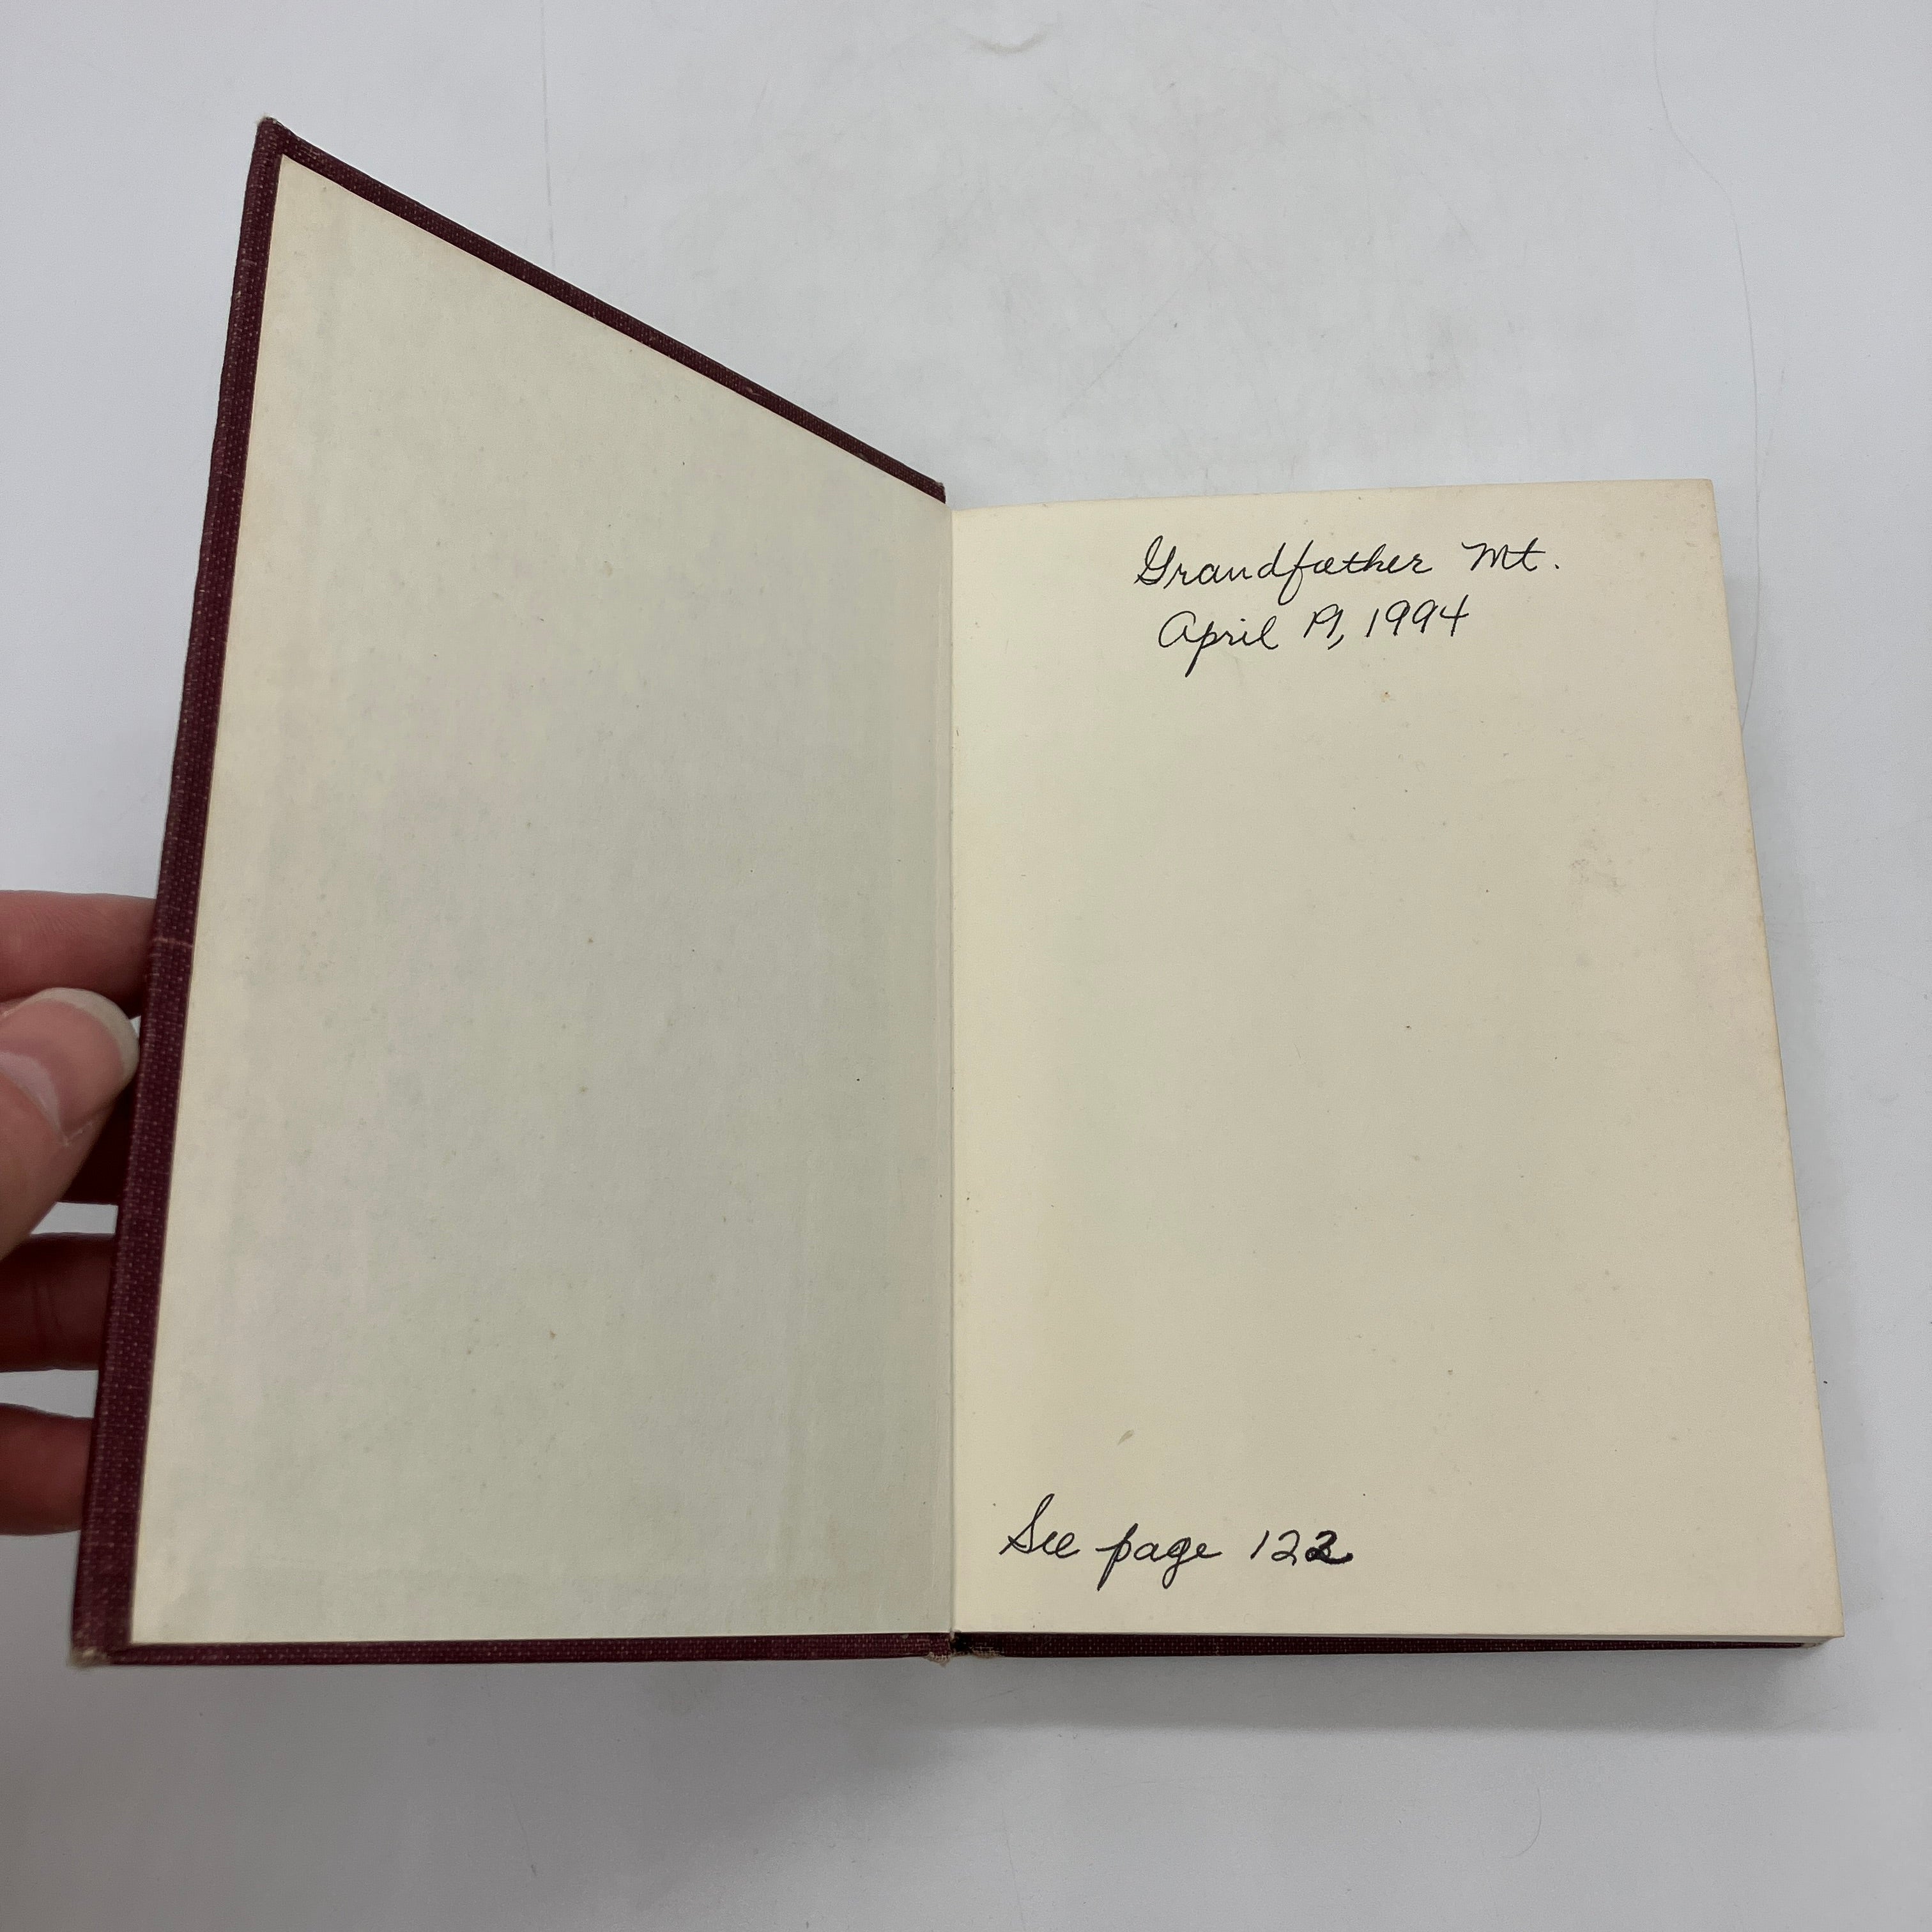 Grandfather Mt.
April 19, 1994
See page 122